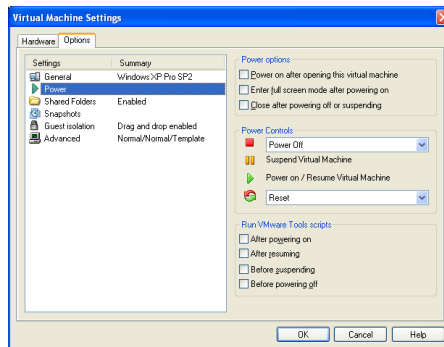 Virtual Machine Settings
Hardware Options
Settings Summary
General Windows XP Pro SP2
Power
Shared Folders Enabled
Snapshots
Guest isolation Drag and drop enabled
Advanced Normal/Normal/Template
Power options
Power on after opening this virtual machine
Enter full screen mode after powering on
Close after powering off or suspending
Power Controls
Power Off
Suspend Virtual Machine
Power on / Resume Virtual Machine
Reset
Run VMware Tools scripts
After powering on
After resuming
Before suspending
Before powering off
OK Cancel Help